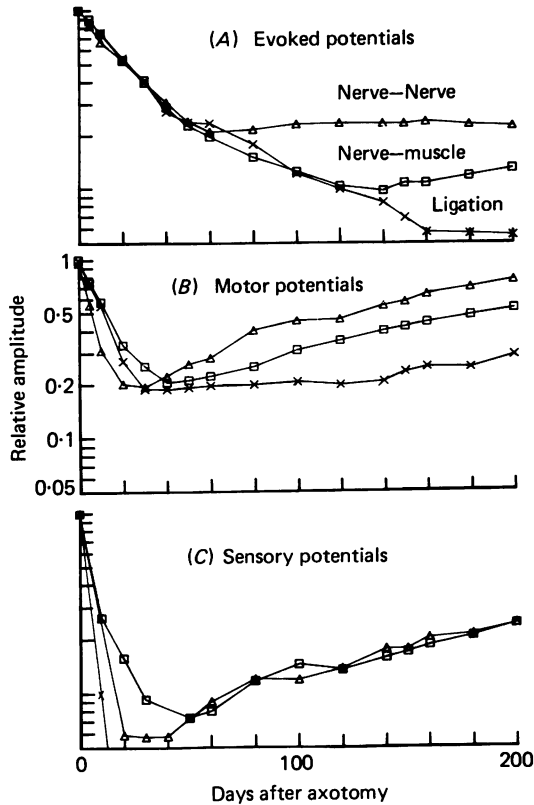 (A) Evoked potentials
Nerve—Nerve
Nerve—muscle
Ligation
(B) Motor potentials
1
0·5
0·2
0·1
0·05
Relative amplitude
(C) Sensory potentials
0 100 200
Days after axotomy